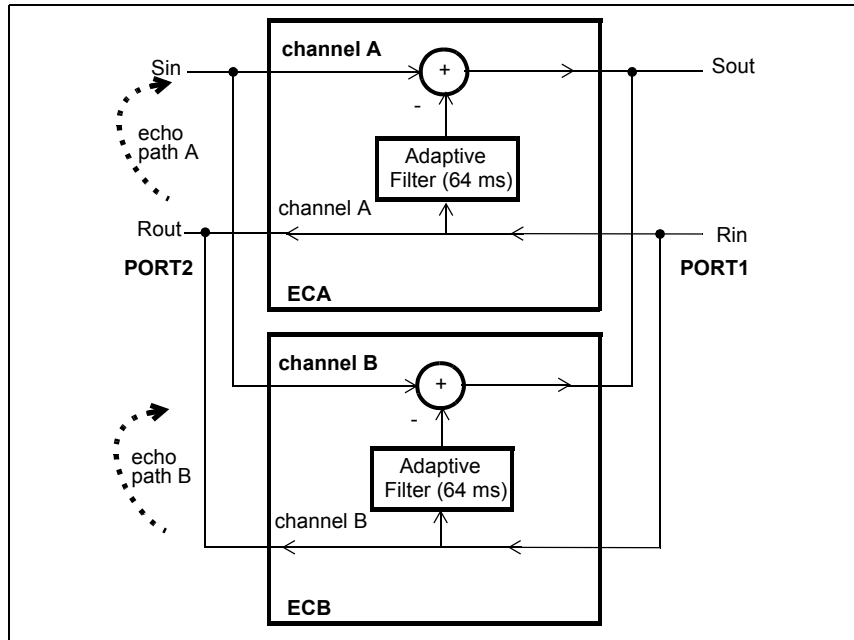 channel A
Sin
+
Sout
-
echo
path A
Adaptive
Filter (64 ms)
channel A
Rout
Rin
PORT2
PORT1
ECA
channel B
+
-
echo
path B
Adaptive
Filter (64 ms)
channel B
ECB